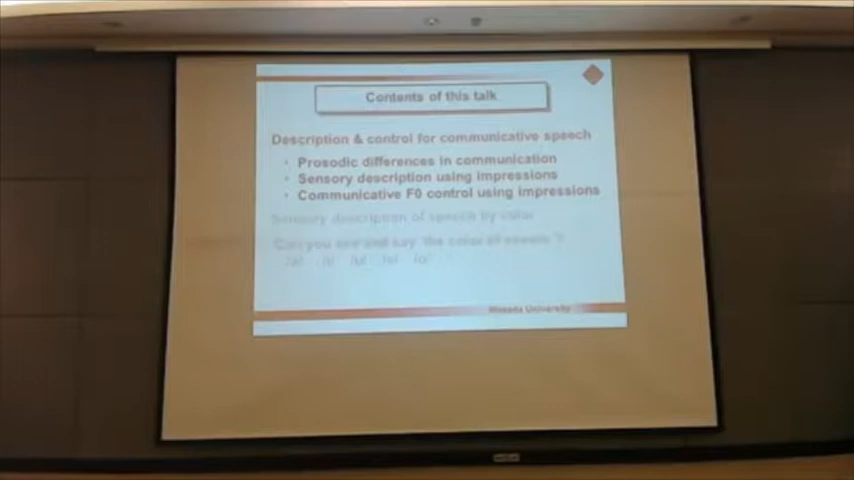 Contents of this talk
Description & control for communicative speech
• Prosodic differences in communication
• Sensory description using impressions
• Communicative F0 control using impressions
Sensory description of speech by color
Can you see and say the color of vowels ?
/a/ /i/ /u/ /e/ /o/
Waseda University